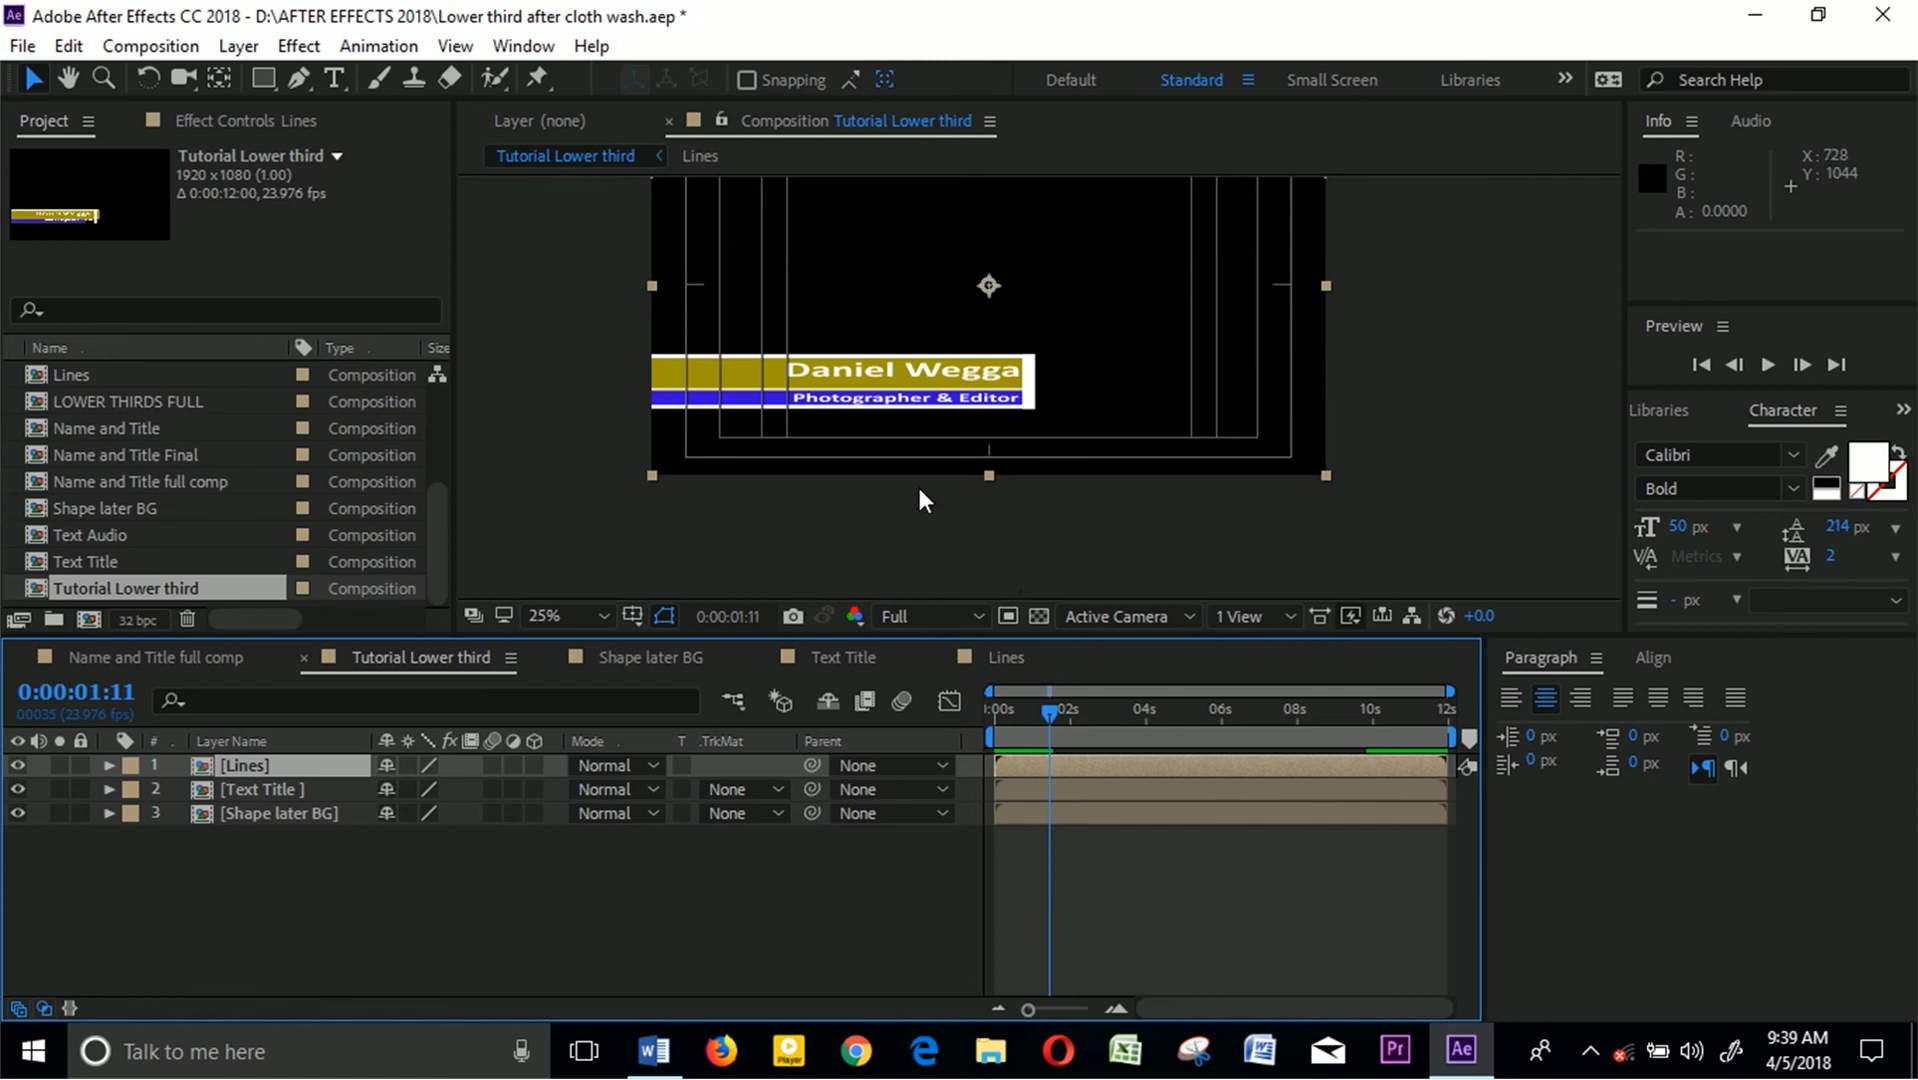 Ae Adobe After Effects CC 2018 - D:\AFTER EFFECTS 2018\Lower third after cloth wash.aep *
File Edit Composition Layer Effect Animation View Window Help
Snapping Default Standard Small Screen Libraries Search Help
Project Effect Controls Lines
Tutorial Lower third
1920 x1080 (1.00)
Δ 0:00:12:00, 23.976 fps
Name Type Size
Lines Composition
LOWER THIRDS FULL Composition
Name and Title Composition
Name and Title Final Composition
Name and Title full comp Composition
Shape later BG Composition
Text Audio Composition
Text Title Composition
Tutorial Lower third Composition
32 bpc
Layer (none) Composition Tutorial Lower third
Tutorial Lower third Lines
Daniel Wegga
Photographer & Editor
25% 0:00:01:11 Full Active Camera 1 View +0.0
Info Audio
R: X: 728
G: Y: 1044
B:
A: 0.0000
Preview
Libraries Character
Calibri
Bold
50 px 214 px
Metrics 2
- px
Name and Title full comp Tutorial Lower third Shape later BG Text Title Lines
0:00:01:11
00035 (23.976 fps)
:00s 02s 04s 06s 08s 10s 12s
# Layer Name fx Mode T .TrkMat Parent
1 [Lines] Normal None
2 [Text Title ] Normal None None
3 [Shape later BG] Normal None None
Paragraph Align
0 px 0 px 0 px
0 px 0 px
Talk to me here
Player
Pr Ae
9:39 AM
4/5/2018